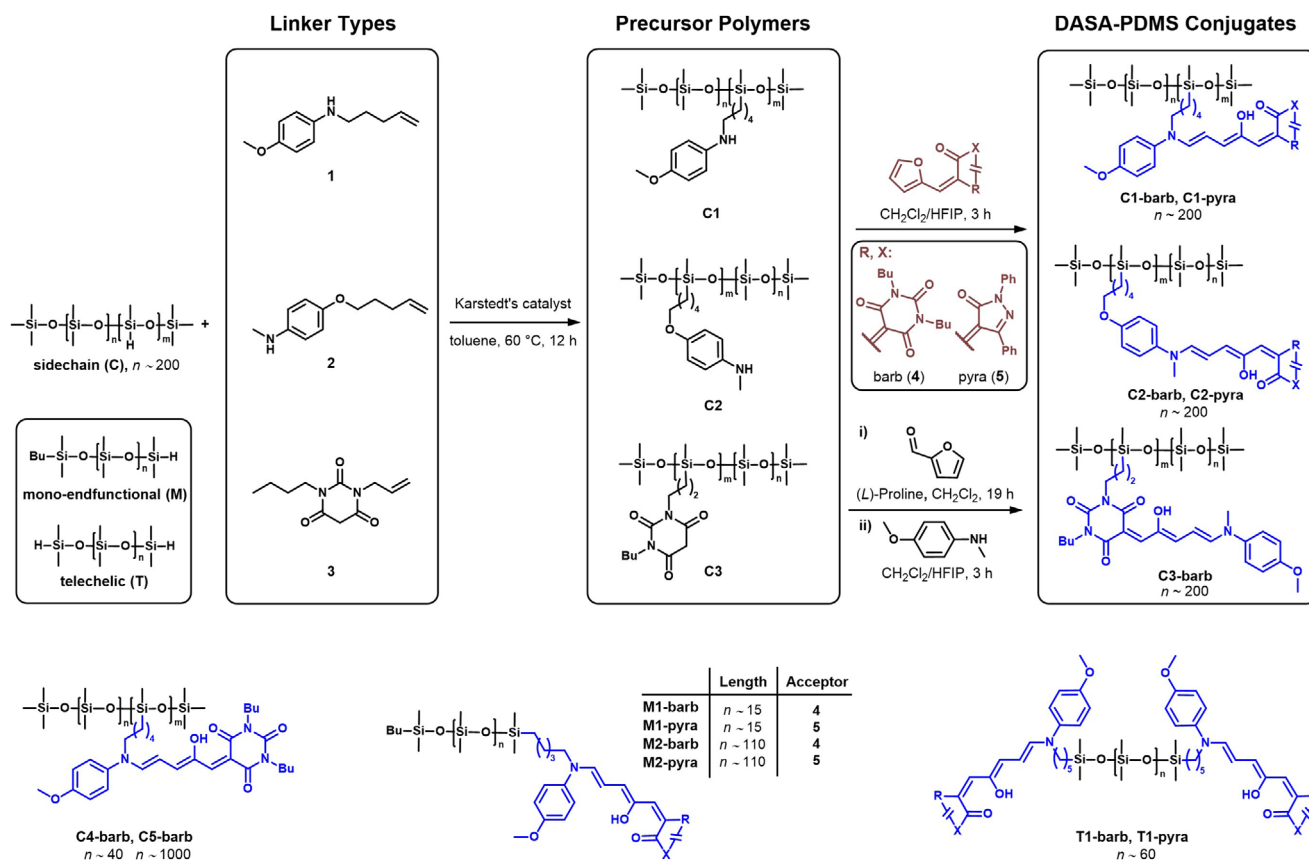 Linker Types
Precursor Polymers
DASA-PDMS Conjugates
sidechain (C), n ~ 200
+
mono-endfunctional (M)
telechelic (T)
1
2
3
Karstedt's catalyst
toluene, 60 °C, 12 h
C1
C2
C3
CH₂Cl₂/HFIP, 3 h
R, X:
barb (4)
pyra (5)
i)
(L)-Proline, CH₂Cl₂, 19 h
ii)
CH₂Cl₂/HFIP, 3 h
C1-barb, C1-pyra
n ~ 200
C2-barb, C2-pyra
n ~ 200
C3-barb
n ~ 200
C4-barb, C5-barb
n ~ 40 n ~ 1000
Length Acceptor
M1-barb n ~ 15 4
M1-pyra n ~ 15 5
M2-barb n ~ 110 4
M2-pyra n ~ 110 5
T1-barb, T1-pyra
n ~ 60